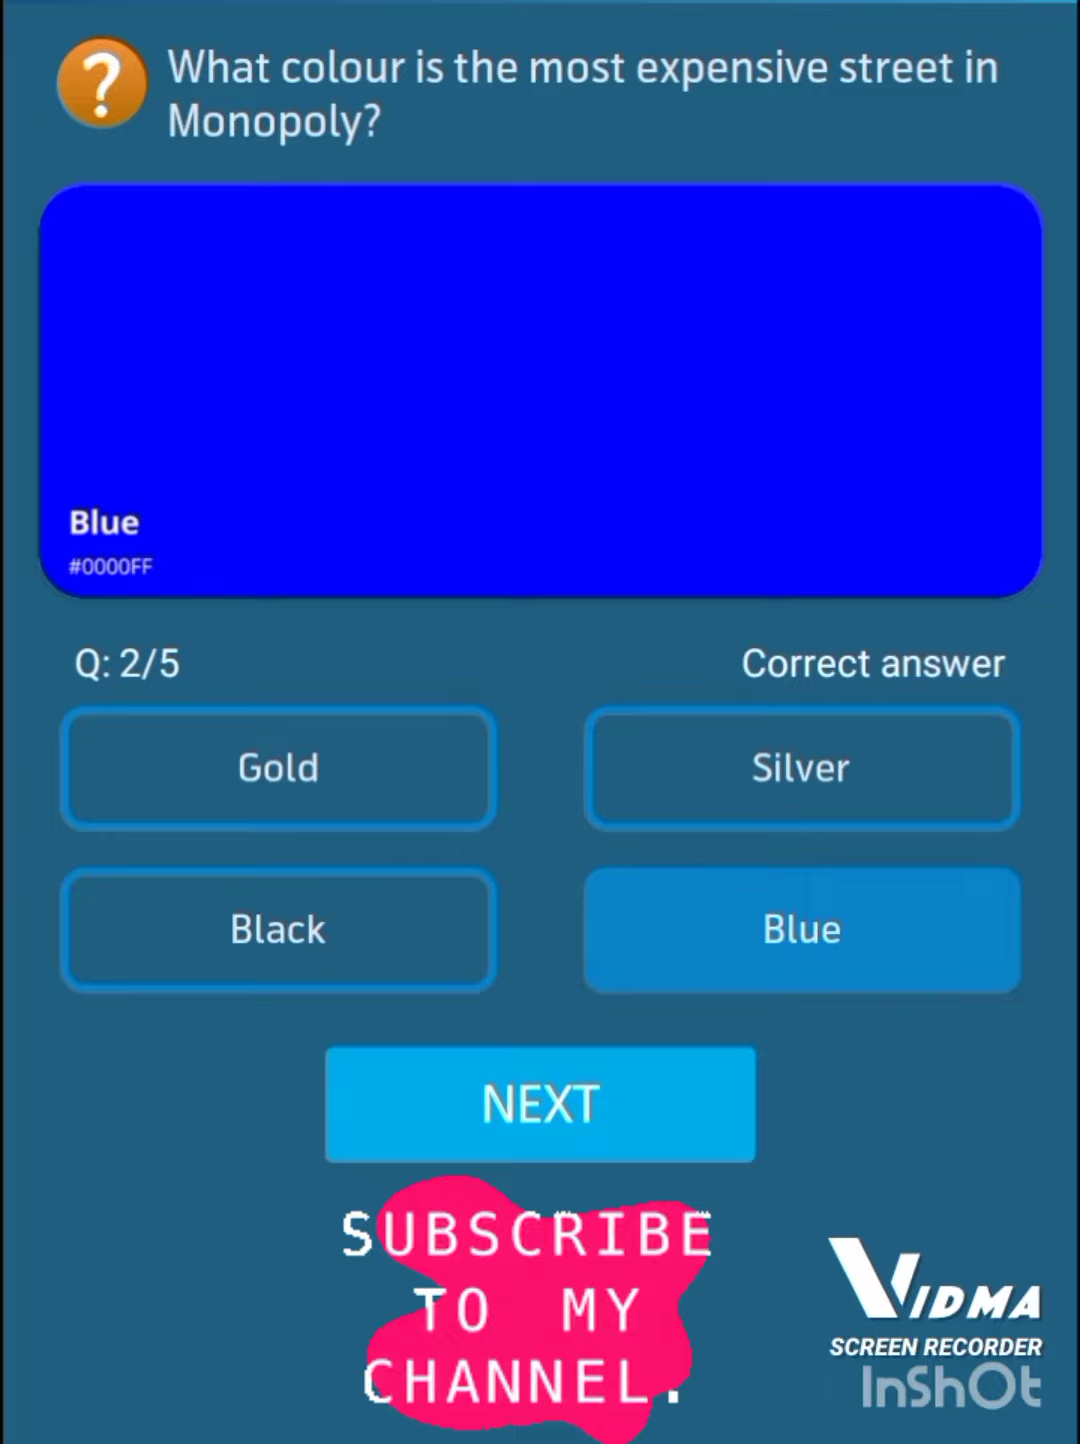 ?
What colour is the most expensive street in
Monopoly?
Blue
#0000FF
Q: 2/5
Correct answer
Gold
Silver
Black
Blue
NEXT
SUBSCRIBE
TO MY
CHANNEL.
VIDMA
SCREEN RECORDER
InShOt